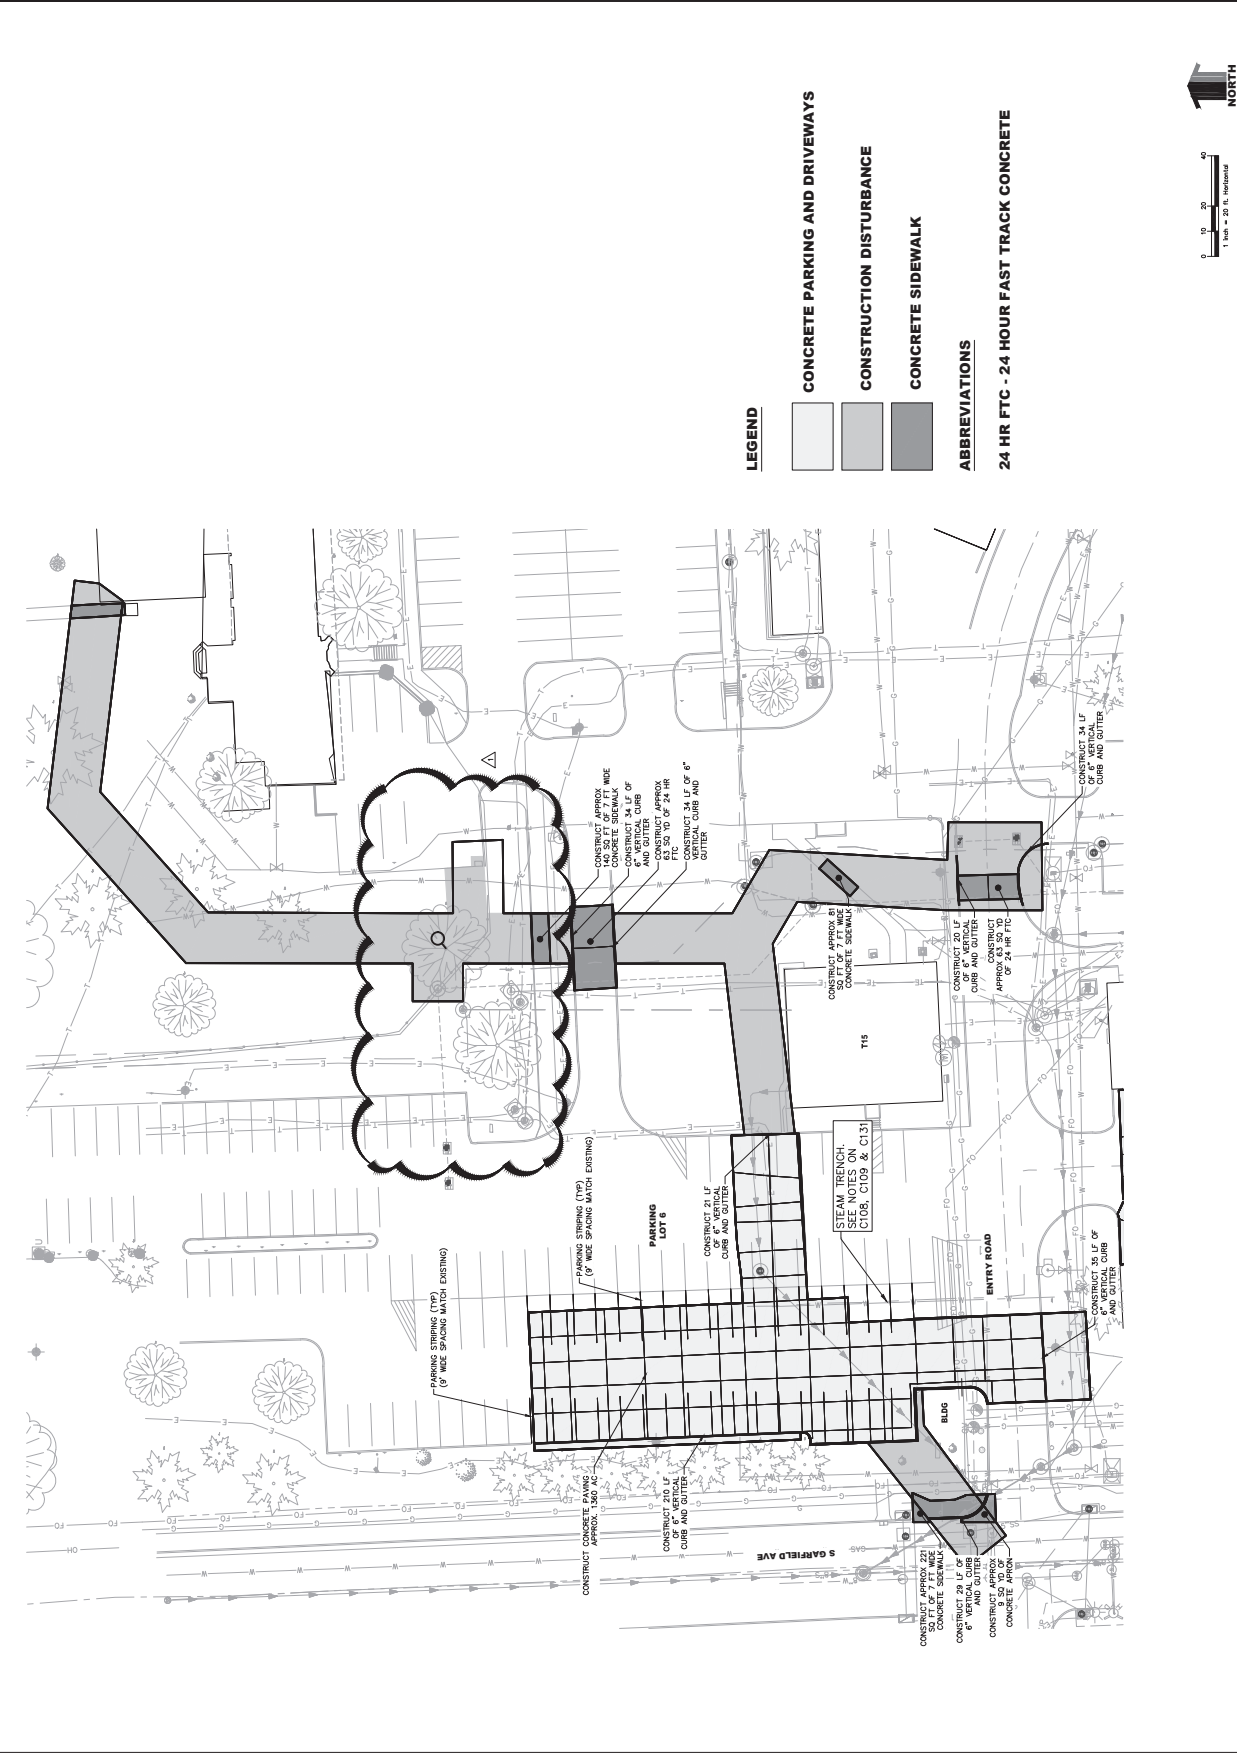 NORTH
0
10
20
40
1 inch = 20 ft. Horizontal
LEGEND
CONCRETE PARKING AND DRIVEWAYS
CONSTRUCTION DISTURBANCE
CONCRETE SIDEWALK
ABBREVIATIONS
24 HR FTC - 24 HOUR FAST TRACK CONCRETE
1
CONSTRUCT APPROX
140 SQ FT OF 7 FT WIDE
CONCRETE SIDEWALK
CONSTRUCT 34 LF OF
6" VERTICAL CURB
AND GUTTER
CONSTRUCT APPROX
63 SQ YD OF 24 HR
FTC
CONSTRUCT 34 LF OF 6"
VERTICAL CURB AND
GUTTER
CONSTRUCT 34 LF
OF 6" VERTICAL
CURB AND GUTTER
CONSTRUCT APPROX 81
SQ FT OF 7 FT WIDE
CONCRETE SIDEWALK
CONSTRUCT 20 LF
OF 6" VERTICAL
CURB AND GUTTER
CONSTRUCT
APPROX 63 SQ YD
OF 24 HR FTC
T15
STEAM TRENCH.
SEE NOTES ON
C108, C109 & C131
PARKING STRIPING (TYP)
(9' WIDE SPACING MATCH EXISTING)
PARKING
LOT 6
CONSTRUCT 21 LF
OF 6" VERTICAL
CURB AND GUTTER
PARKING STRIPING (TYP)
(9' WIDE SPACING MATCH EXISTING)
ENTRY ROAD
CONSTRUCT 35 LF OF
6" VERTICAL CURB
AND GUTTER
BLDG
CONSTRUCT CONCRETE PAVING
APPROX. 1360 AC
CONSTRUCT 210 LF
OF 6" VERTICAL
CURB AND GUTTER
S GARFIELD AVE
CONSTRUCT APPROX 221
SQ FT OF 7 FT WIDE
CONCRETE SIDEWALK
CONSTRUCT 29 LF OF
6" VERTICAL CURB
AND GUTTER
CONSTRUCT APPROX
9 SQ YD OF
CONCRETE APRON